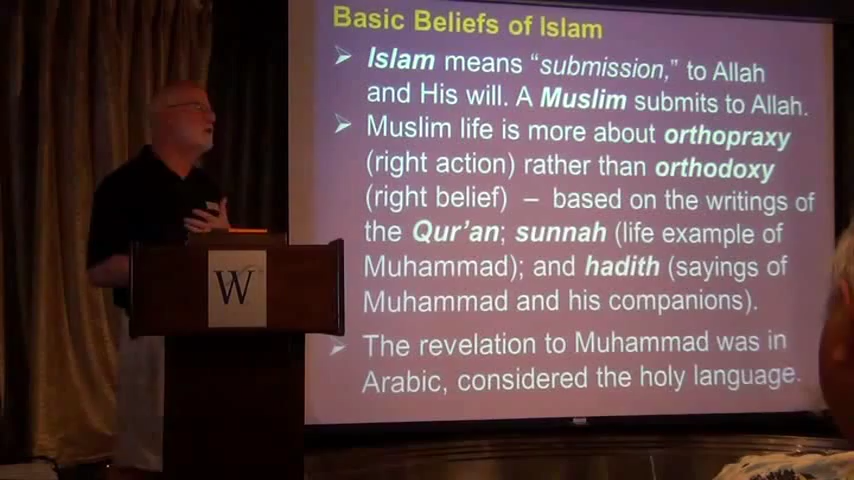 Basic Beliefs of Islam
➢ Islam means “submission,” to Allah
and His will. A Muslim submits to Allah.
➢ Muslim life is more about orthopraxy
(right action) rather than orthodoxy
(right belief) – based on the writings of
the Qur’an; sunnah (life example of
Muhammad); and hadith (sayings of
Muhammad and his companions).
➢ The revelation to Muhammad was in
Arabic, considered the holy language.
W